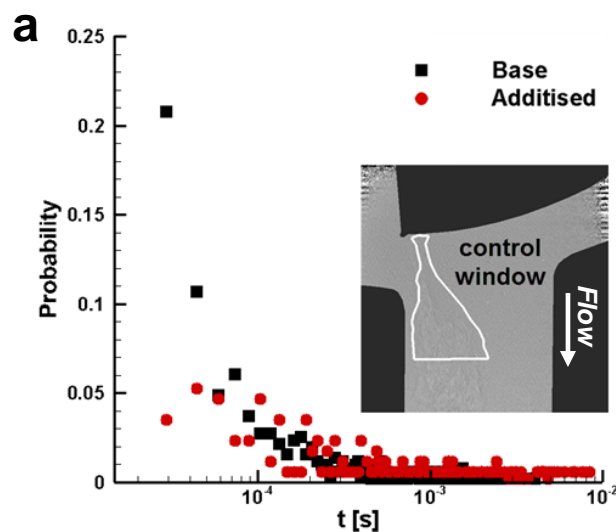 a
0.25
0.2
0.15
0.1
0.05
0
Probability
Base
Additised
control
window
Flow
10⁻⁴
10⁻³
10⁻²
t [s]